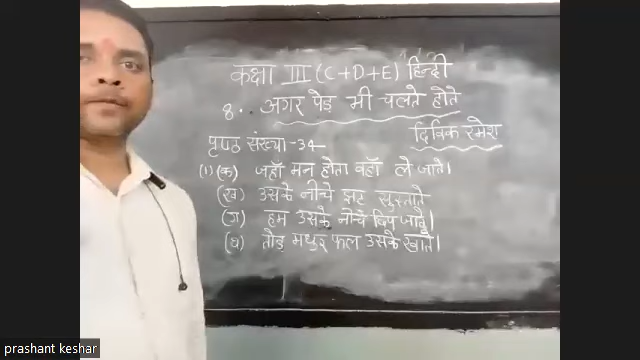 कक्षा III (C+D+E) हिन्दी
8. अगर पेड़ भी चलते होते
दिविक रमेश
पृष्ठ संख्या - 34
(1) (क) जहाँ मन होता वहाँ ले जाते।
(ख) उसके नीचे झट सुस्ताते
(ग) हम उसके नीचे छिप जाते।
(घ) तोड़ मधुर फल उसके खाते।
prashant keshar